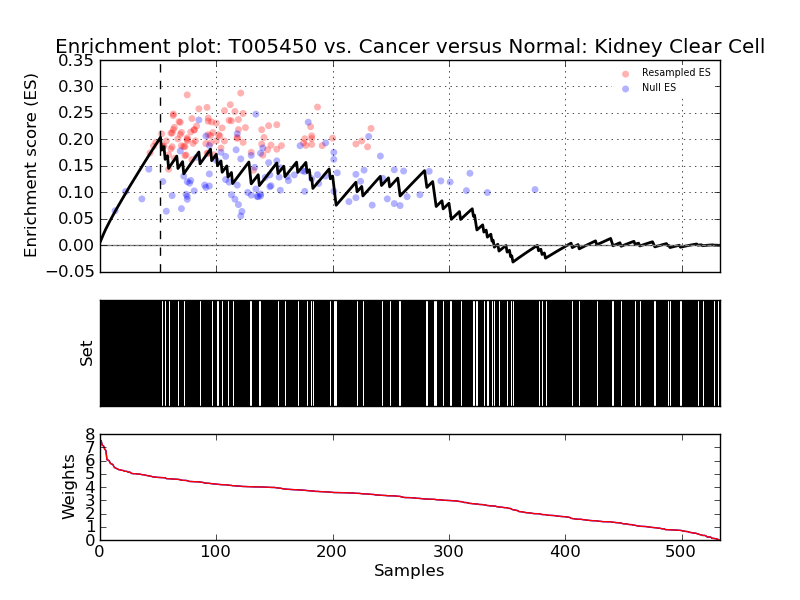 Enrichment plot: T005450 vs. Cancer versus Normal: Kidney Clear Cell
0.35
0.30
0.25
0.20
0.15
0.10
0.05
0.00
−0.05
Enrichment score (ES)
Resampled ES
Null ES
Set
8
7
6
5
4
3
2
1
0
Weights
0 100 200 300 400 500
Samples